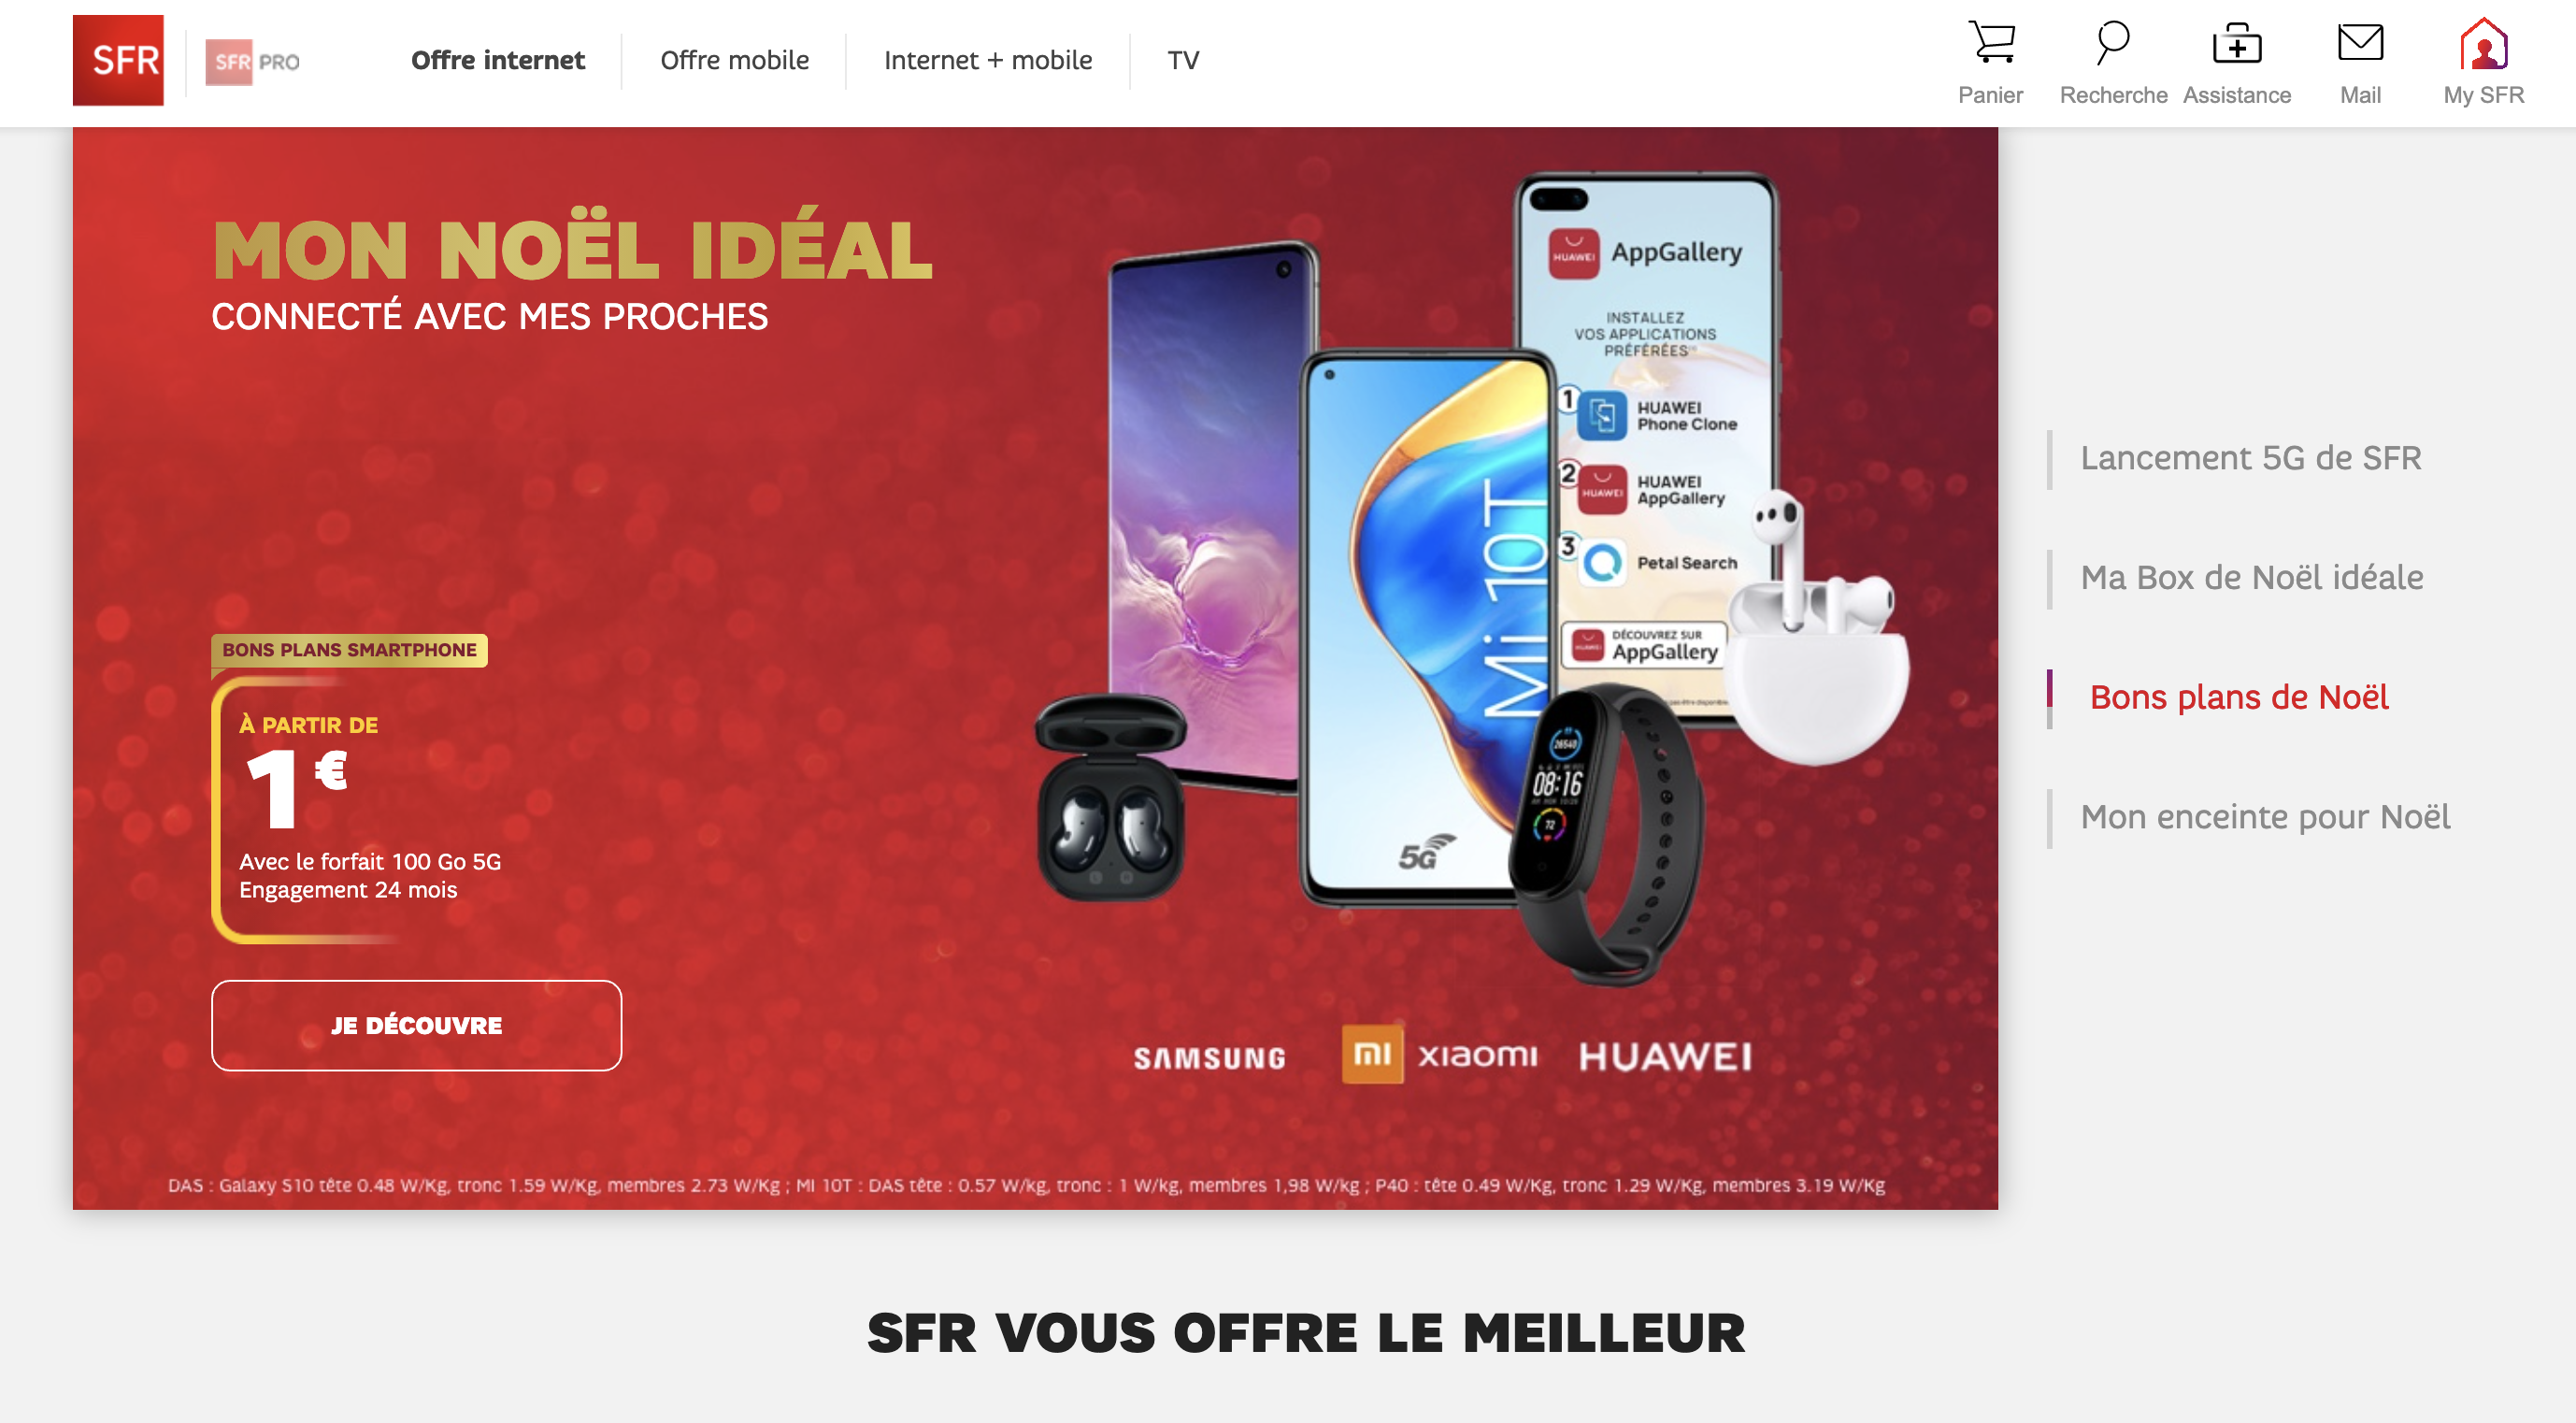 SFR
SFR PRO
Offre internet
Offre mobile
Internet + mobile
TV
Panier
Recherche
Assistance
Mail
My SFR
MON NOËL IDÉAL
CONNECTÉ AVEC MES PROCHES
BONS PLANS SMARTPHONE
À PARTIR DE
1€
Avec le forfait 100 Go 5G
Engagement 24 mois
JE DÉCOUVRE
HUAWEI
AppGallery
INSTALLEZ
VOS APPLICATIONS
PRÉFÉRÉES
1
HUAWEI
Phone Clone
2
HUAWEI
HUAWEI
AppGallery
3
Petal Search
DÉCOUVREZ SUR
AppGallery
Mi 10T
5G
26540
08:16
72
SAMSUNG
mi xiaomi
HUAWEI
DAS : Galaxy S10 tête 0.48 W/Kg, tronc 1.59 W/Kg, membres 2.73 W/Kg ; MI 10T : DAS tête : 0.57 W/kg, tronc : 1 W/kg, membres 1,98 W/kg ; P40 : tête 0.49 W/Kg, tronc 1.29 W/Kg, membres 3.19 W/Kg
Lancement 5G de SFR
Ma Box de Noël idéale
Bons plans de Noël
Mon enceinte pour Noël
SFR VOUS OFFRE LE MEILLEUR